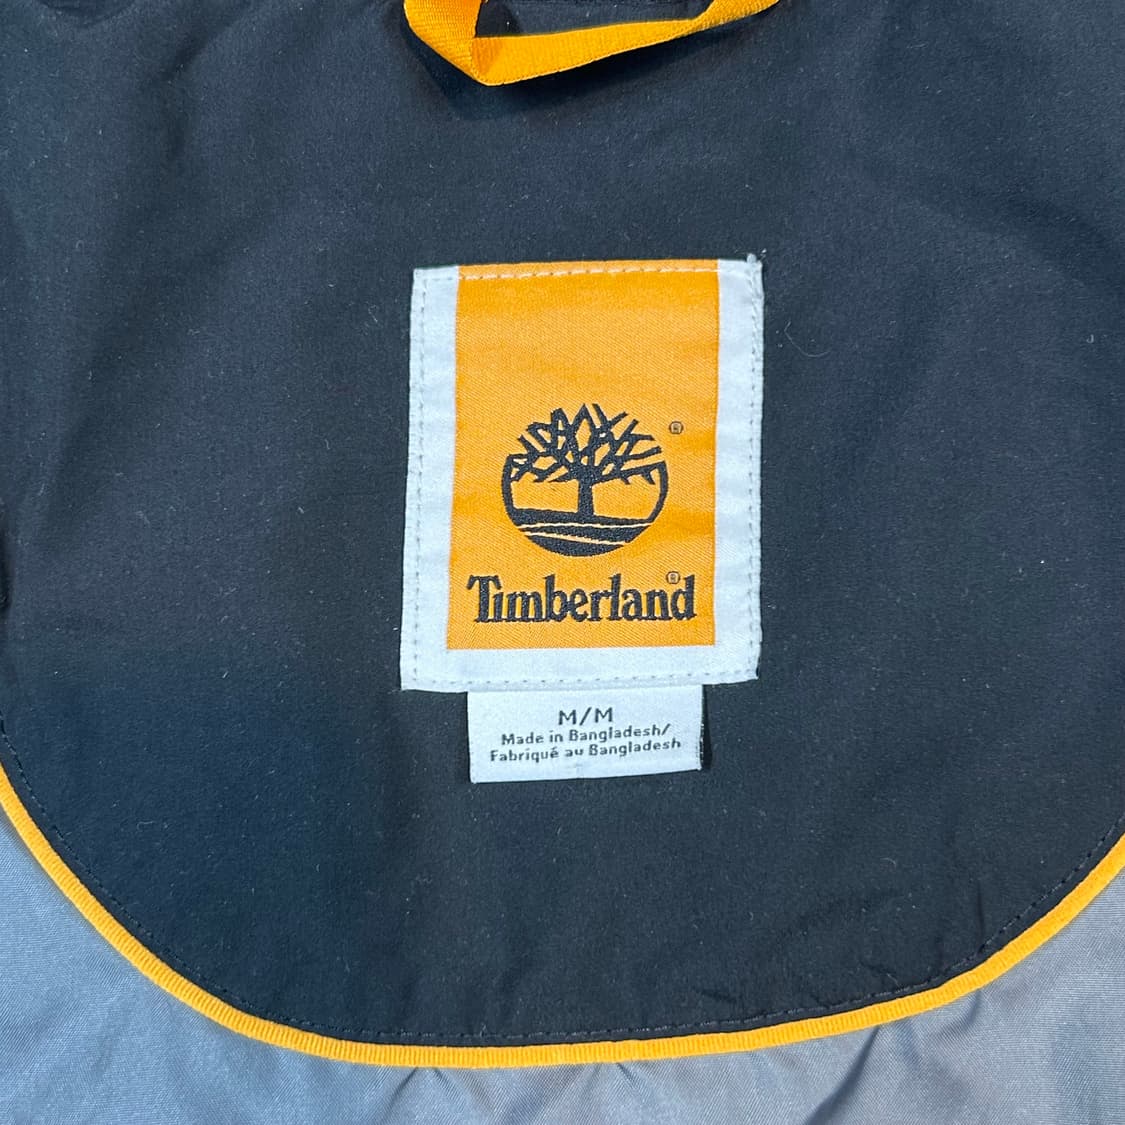 ®
Timberland®
M/M
Made in Bangladesh/
Fabriqué au Bangladesh